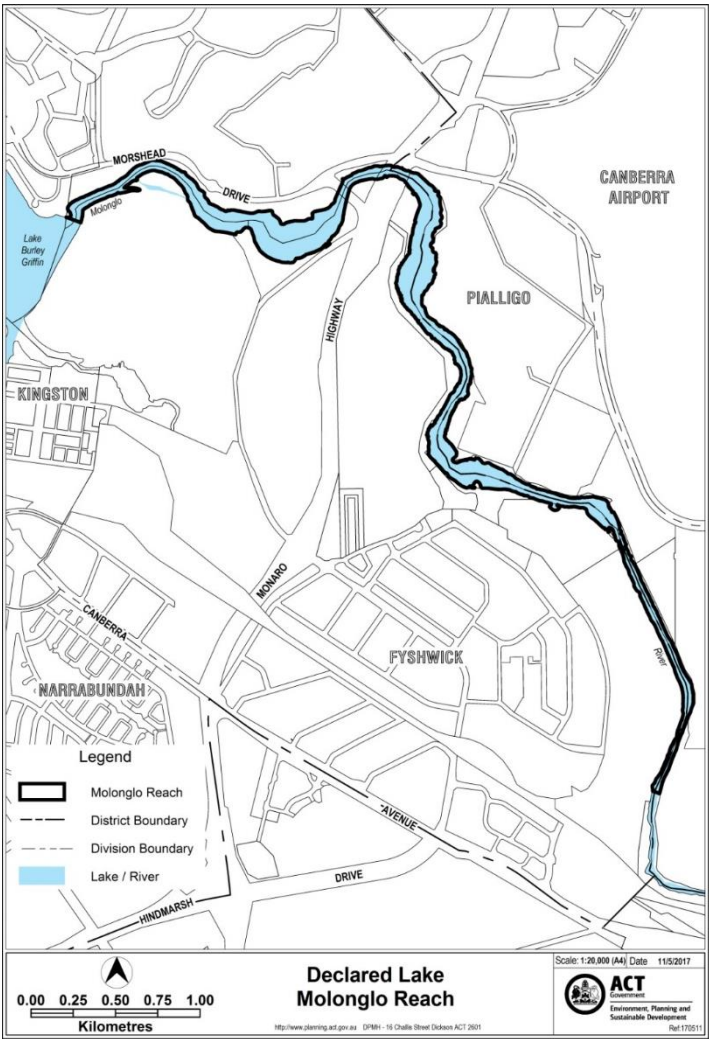 MORSHEAD
DRIVE
CANBERRA
AIRPORT
Molonglo
Lake
Burley
Griffin
PIALLIGO
HIGHWAY
KINGSTON
MONARO
CANBERRA
FYSHWICK
River
NARRABUNDAH
Legend
Molonglo Reach
District Boundary
Division Boundary
Lake / River
AVENUE
DRIVE
HINDMARSH
0.00 0.25 0.50 0.75 1.00
Kilometres
Declared Lake
Molonglo Reach
http://www.planning.act.gov.au DPMH - 16 Challis Street Dickson ACT 2601
Scale: 1:20,000 (A4) Date 11/5/2017
ACT
Government
Environment, Planning and
Sustainable Development
Ref:170511